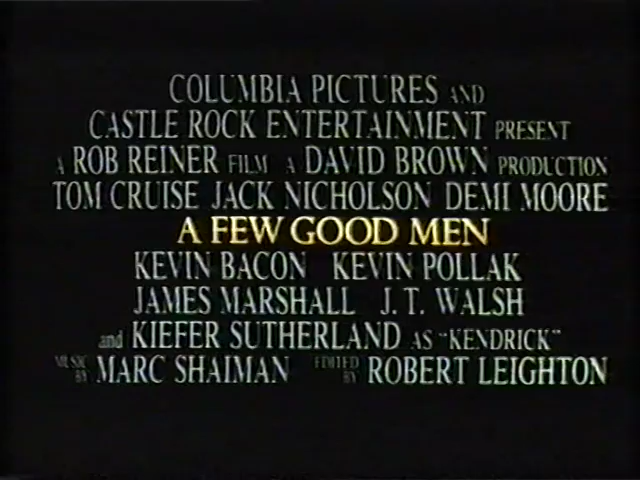 COLUMBIA PICTURES AND
CASTLE ROCK ENTERTAINMENT PRESENT
A ROB REINER FILM A DAVID BROWN PRODUCTION
TOM CRUISE JACK NICHOLSON DEMI MOORE
A FEW GOOD MEN
KEVIN BACON KEVIN POLLAK
JAMES MARSHALL J.T. WALSH
and KIEFER SUTHERLAND AS "KENDRICK"
MUSIC BY MARC SHAIMAN EDITED BY ROBERT LEIGHTON